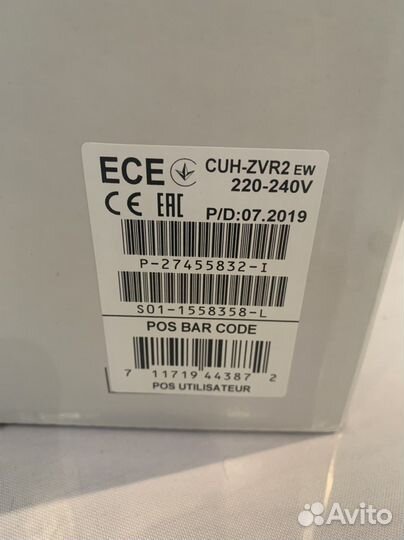 ECE CUH-ZVR2 EW
220-240V
CE EAC P/D:07.2019
P-27455832-I
S01-1558358-L
POS BAR CODE
7 11719 44387 2
POS UTILISATEUR
Avito